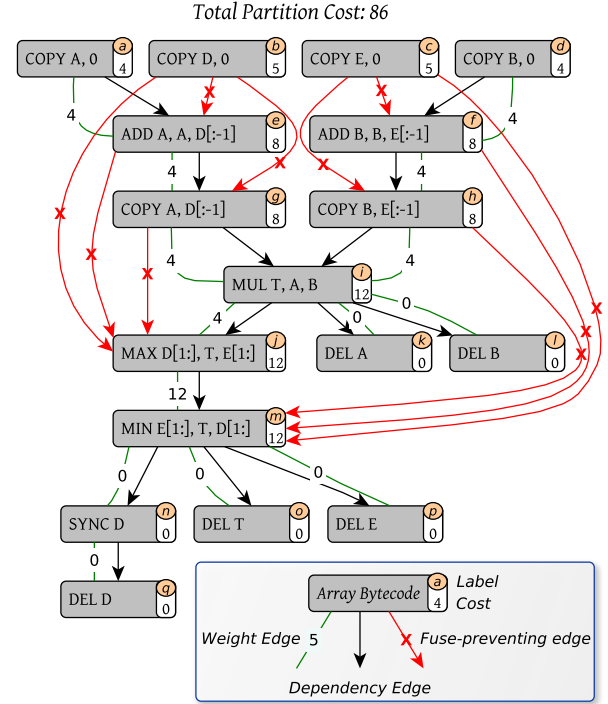 Total Partition Cost: 86
a b c d
COPY A, 0 4 COPY D, 0 5 COPY E, 0 5 COPY B, 0 4
X X
4 4
e f
ADD A, A, D[:-1] 8 ADD B, B, E[:-1] 8
X X
4 4
g h
COPY A, D[:-1] 8 COPY B, E[:-1] 8
X
X X 4 4
i
MUL T, A, B 12
0
4 0 X
X
j k l
MAX D[1:], T, E[1:] 12 DEL A 0 DEL B 0
X
12
m
MIN E[1:], T, D[1:] 12
0 0 0
n o p
SYNC D 0 DEL T 0 DEL E 0
0
q
DEL D 0
a Label
Array Bytecode 4 Cost
Weight Edge 5 X Fuse-preventing edge
Dependency Edge